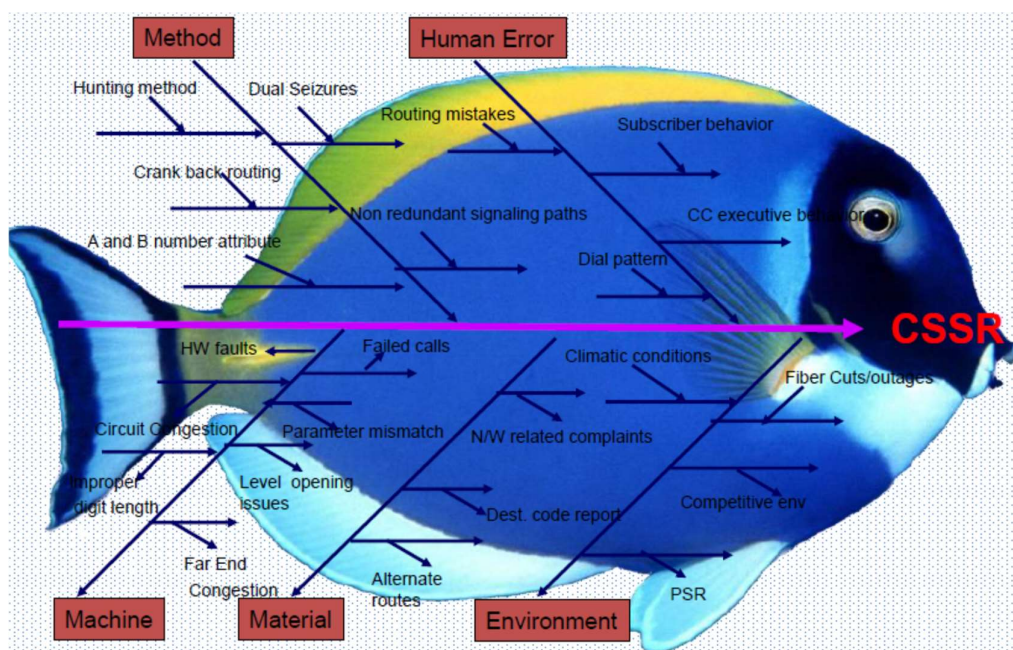 Method
Human Error
Hunting method
Dual Seizures
Routing mistakes
Subscriber behavior
Crank back routing
Non redundant signaling paths
CC executive behavior
A and B number attribute
Dial pattern
CSSR
HW faults
Failed calls
Climatic conditions
Fiber Cuts/outages
Circuit Congestion
Parameter mismatch
N/W related complaints
Improper
digit length
Level opening
issues
Dest. code report
Competitive env
Far End
Congestion
Alternate
routes
PSR
Machine
Material
Environment